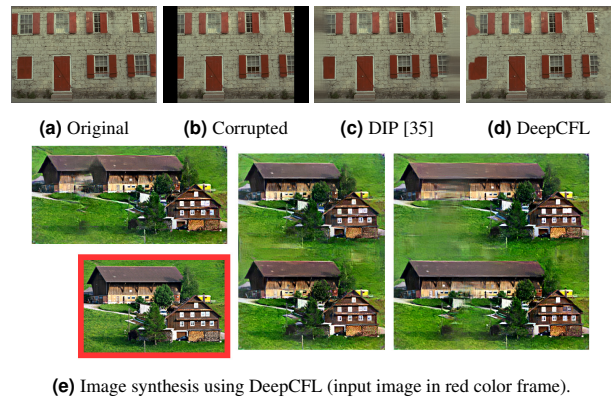 (a) Original
(b) Corrupted
(c) DIP [35]
(d) DeepCFL
(e) Image synthesis using DeepCFL (input image in red color frame).